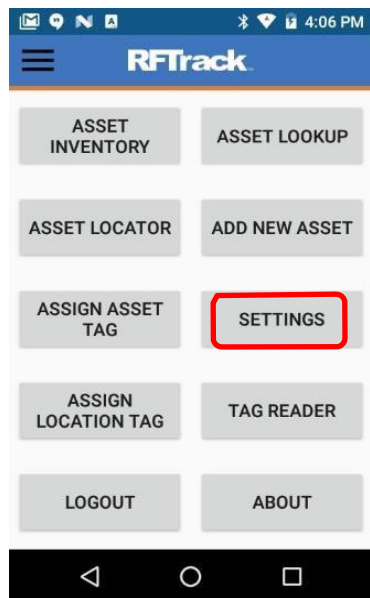 4:06 PM
RFTrack
ASSET
INVENTORY
ASSET LOOKUP
ASSET LOCATOR
ADD NEW ASSET
ASSIGN ASSET
TAG
SETTINGS
ASSIGN
LOCATION TAG
TAG READER
LOGOUT
ABOUT